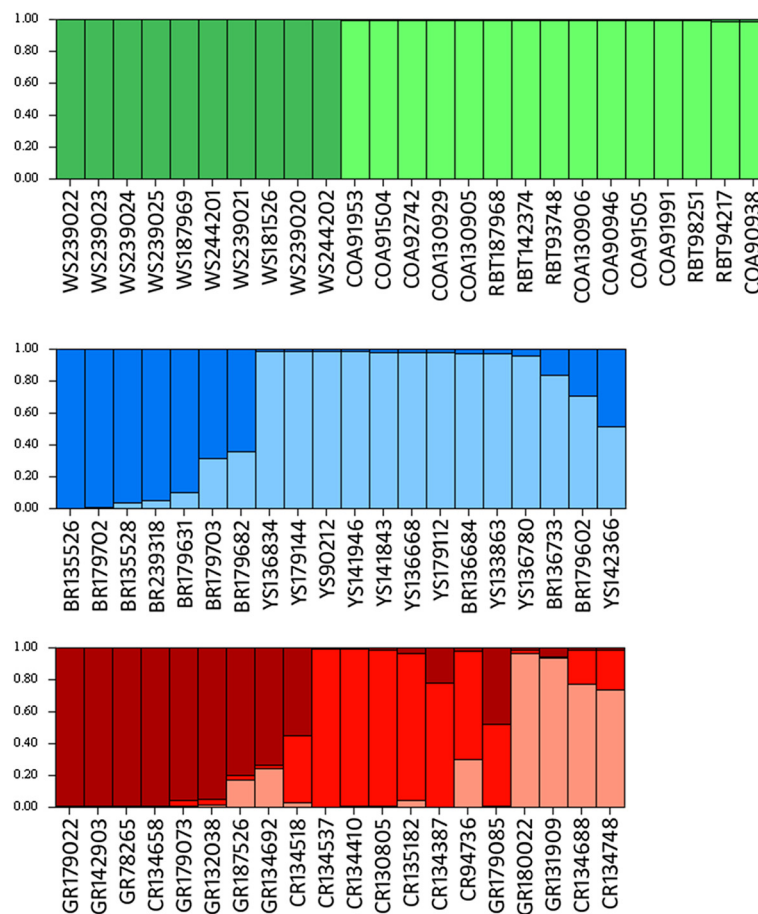 1.00
0.80
0.60
0.40
0.20
0.00
WS239022
WS239023
WS239024
WS239025
WS187969
WS244201
WS239021
WS181526
WS239020
WS244202
COA91953
COA91504
COA92742
COA130929
COA130905
RBT187968
RBT142374
RBT93748
COA130906
COA90946
COA91505
COA91991
RBT98251
RBT94217
COA90938
1.00
0.80
0.60
0.40
0.20
0.00
BR135526
BR179702
BR135528
BR239318
BR179631
BR179703
BR179682
YS136834
YS179144
YS90212
YS141946
YS141843
YS136668
YS179112
BR136684
YS133863
YS136780
BR136733
BR179602
YS142366
1.00
0.80
0.60
0.40
0.20
0.00
GR179022
GR142903
GR78265
CR134658
GR179073
GR132038
GR187526
GR134692
CR134518
CR134537
CR134410
CR130805
CR135182
CR134387
CR94736
GR179085
GR180022
GR131909
CR134688
CR134748